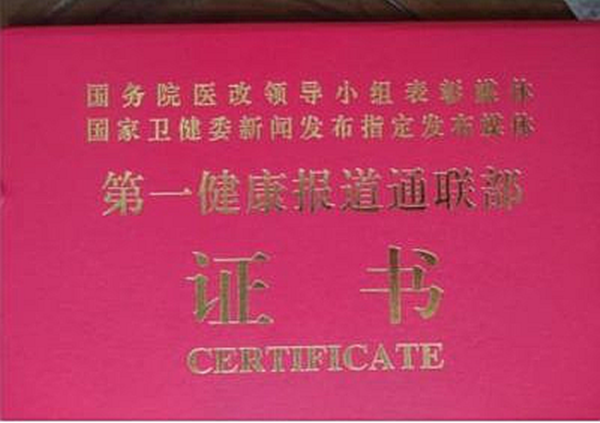 国务院医改领导小组表彰媒体
国家卫健委新闻发布指定发布媒体
第一健康报道通联部
证书
CERTIFICATE